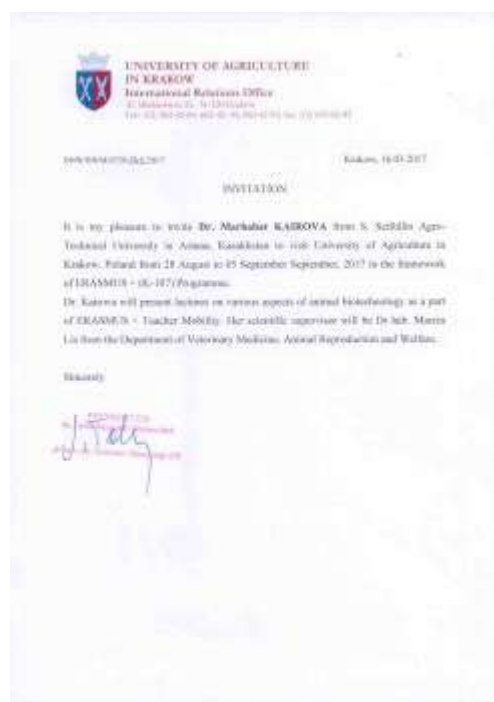 UNIVERSITY OF AGRICULTURE
IN KRAKOW
International Relations Office
Krakow, 16-03-2017
INVITATION
It is my pleasure to invite Dr. Marhabat KAIROVA from S. Seifullin Agro-
Technical University in Astana, Kazakhstan to visit University of Agriculture in
Krakow, Poland from 28 August to 05 September September, 2017 in the framework
of ERASMUS + (K-107) Programme.
Dr. Kairova will present lectures on various aspects of animal biotechnology as a part
of ERASMUS + Teacher Mobility. Her scientific supervisor will be Dr hab. Marcin
Lis from the Department of Veterinary Medicine, Animal Reproduction and Welfare.
Sincerely